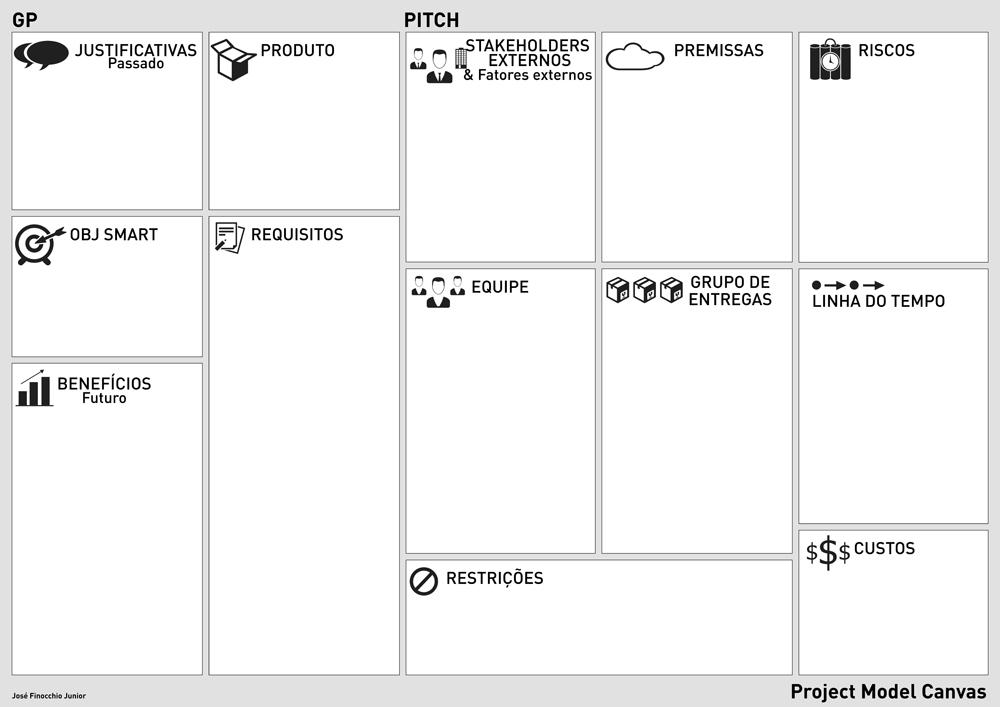 GP
PITCH
JUSTIFICATIVAS
Passado
PRODUTO
STAKEHOLDERS
EXTERNOS
& Fatores externos
PREMISSAS
RISCOS
OBJ SMART
REQUISITOS
EQUIPE
GRUPO DE
ENTREGAS
LINHA DO TEMPO
BENEFÍCIOS
Futuro
RESTRIÇÕES
$$$ CUSTOS
José Finocchio Junior
Project Model Canvas